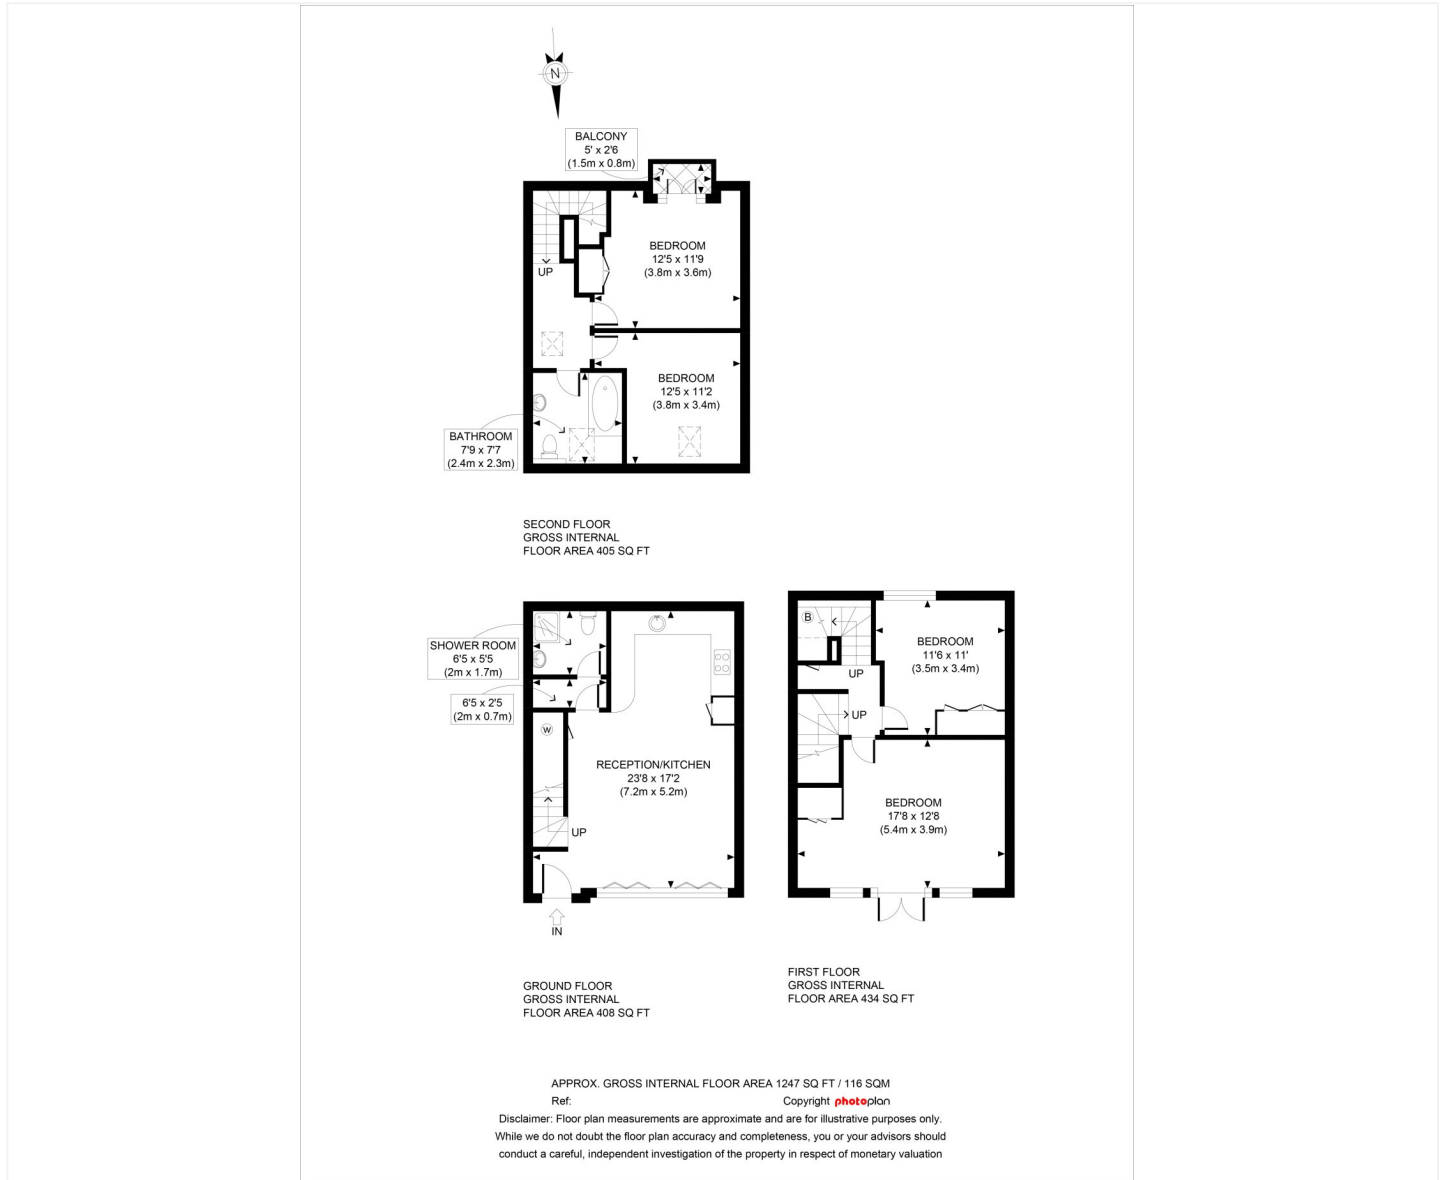 N
BALCONY
5' x 2'6
(1.5m x 0.8m)
BEDROOM
12'5 x 11'9
(3.8m x 3.6m)
UP
BEDROOM
12'5 x 11'2
(3.8m x 3.4m)
BATHROOM
7'9 x 7'7
(2.4m x 2.3m)
SECOND FLOOR
GROSS INTERNAL
FLOOR AREA 405 SQ FT
SHOWER ROOM
6'5 x 5'5
(2m x 1.7m)
6'5 x 2'5
(2m x 0.7m)
W
RECEPTION/KITCHEN
23'8 x 17'2
(7.2m x 5.2m)
UP
IN
GROUND FLOOR
GROSS INTERNAL
FLOOR AREA 408 SQ FT
B
BEDROOM
11'6 x 11'
(3.5m x 3.4m)
UP
UP
BEDROOM
17'8 x 12'8
(5.4m x 3.9m)
FIRST FLOOR
GROSS INTERNAL
FLOOR AREA 434 SQ FT
APPROX. GROSS INTERNAL FLOOR AREA 1247 SQ FT / 116 SQM
Ref: Copyright photoplan
Disclaimer: Floor plan measurements are approximate and are for illustrative purposes only.
While we do not doubt the floor plan accuracy and completeness, you or your advisors should
conduct a careful, independent investigation of the property in respect of monetary valuation